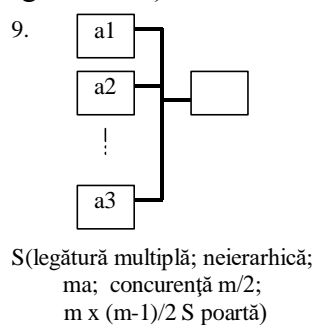 9.
a1
a2
a3
S(legătură multiplă; neierarhică;
ma; concurenţă m/2;
m x (m-1)/2 S poartă)